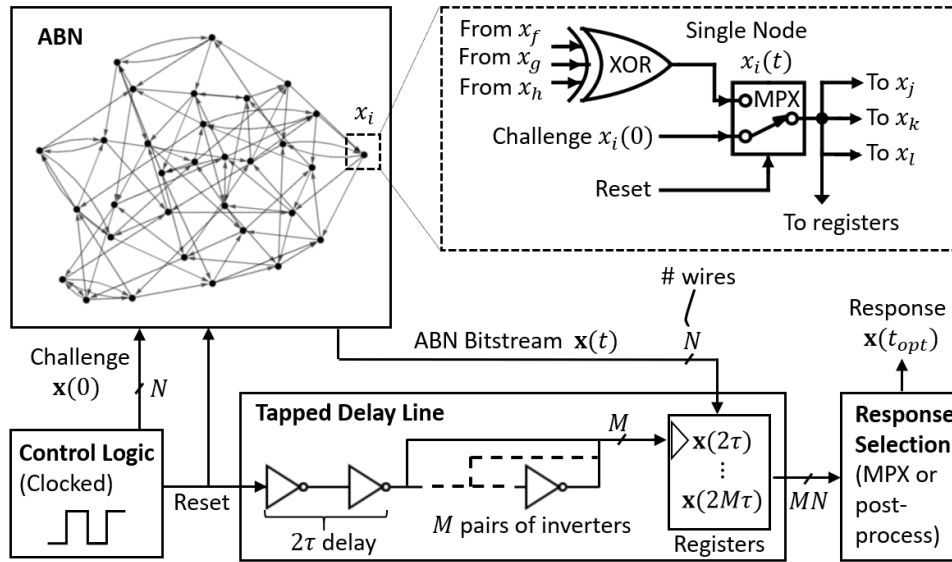 ABN
x_i
From x_f
From x_g
From x_h
XOR
Single Node
x_i(t)
MPX
To x_j
To x_k
To x_l
Challenge x_i(0)
Reset
To registers
# wires
N
Response
x(t_opt)
ABN Bitstream x(t)
Challenge
x(0)
N
Control Logic
(Clocked)
Reset
Tapped Delay Line
2τ delay
M pairs of inverters
M
x(2τ)
⋮
x(2Mτ)
Registers
MN
Response
Selection
(MPX or
post-
process)